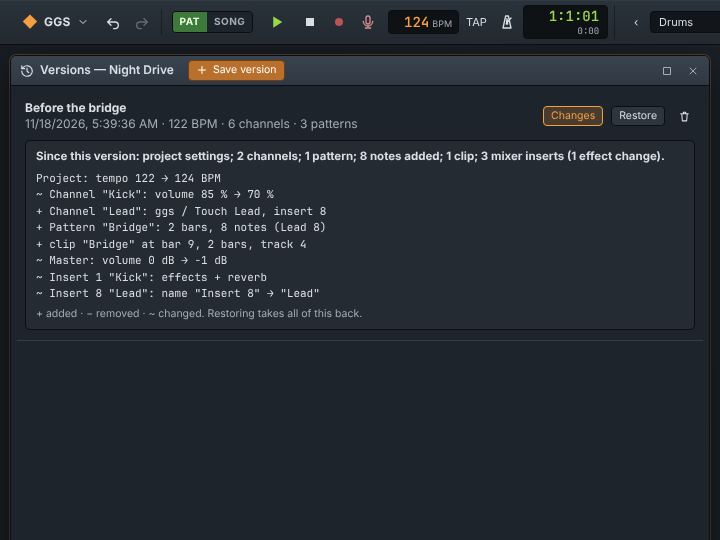 GGS
PAT SONG
124 BPM
TAP
1:1:01
0:00
Drums
Versions — Night Drive
+ Save version
Before the bridge
11/18/2026, 5:39:36 AM · 122 BPM · 6 channels · 3 patterns
Changes
Restore
Since this version: project settings; 2 channels; 1 pattern; 8 notes added; 1 clip; 3 mixer inserts (1 effect change).
Project: tempo 122 → 124 BPM
~ Channel "Kick": volume 85 % → 70 %
+ Channel "Lead": ggs / Touch Lead, insert 8
+ Pattern "Bridge": 2 bars, 8 notes (Lead 8)
+ clip "Bridge" at bar 9, 2 bars, track 4
~ Master: volume 0 dB → -1 dB
~ Insert 1 "Kick": effects + reverb
~ Insert 8 "Lead": name "Insert 8" → "Lead"
+ added · − removed · ~ changed. Restoring takes all of this back.